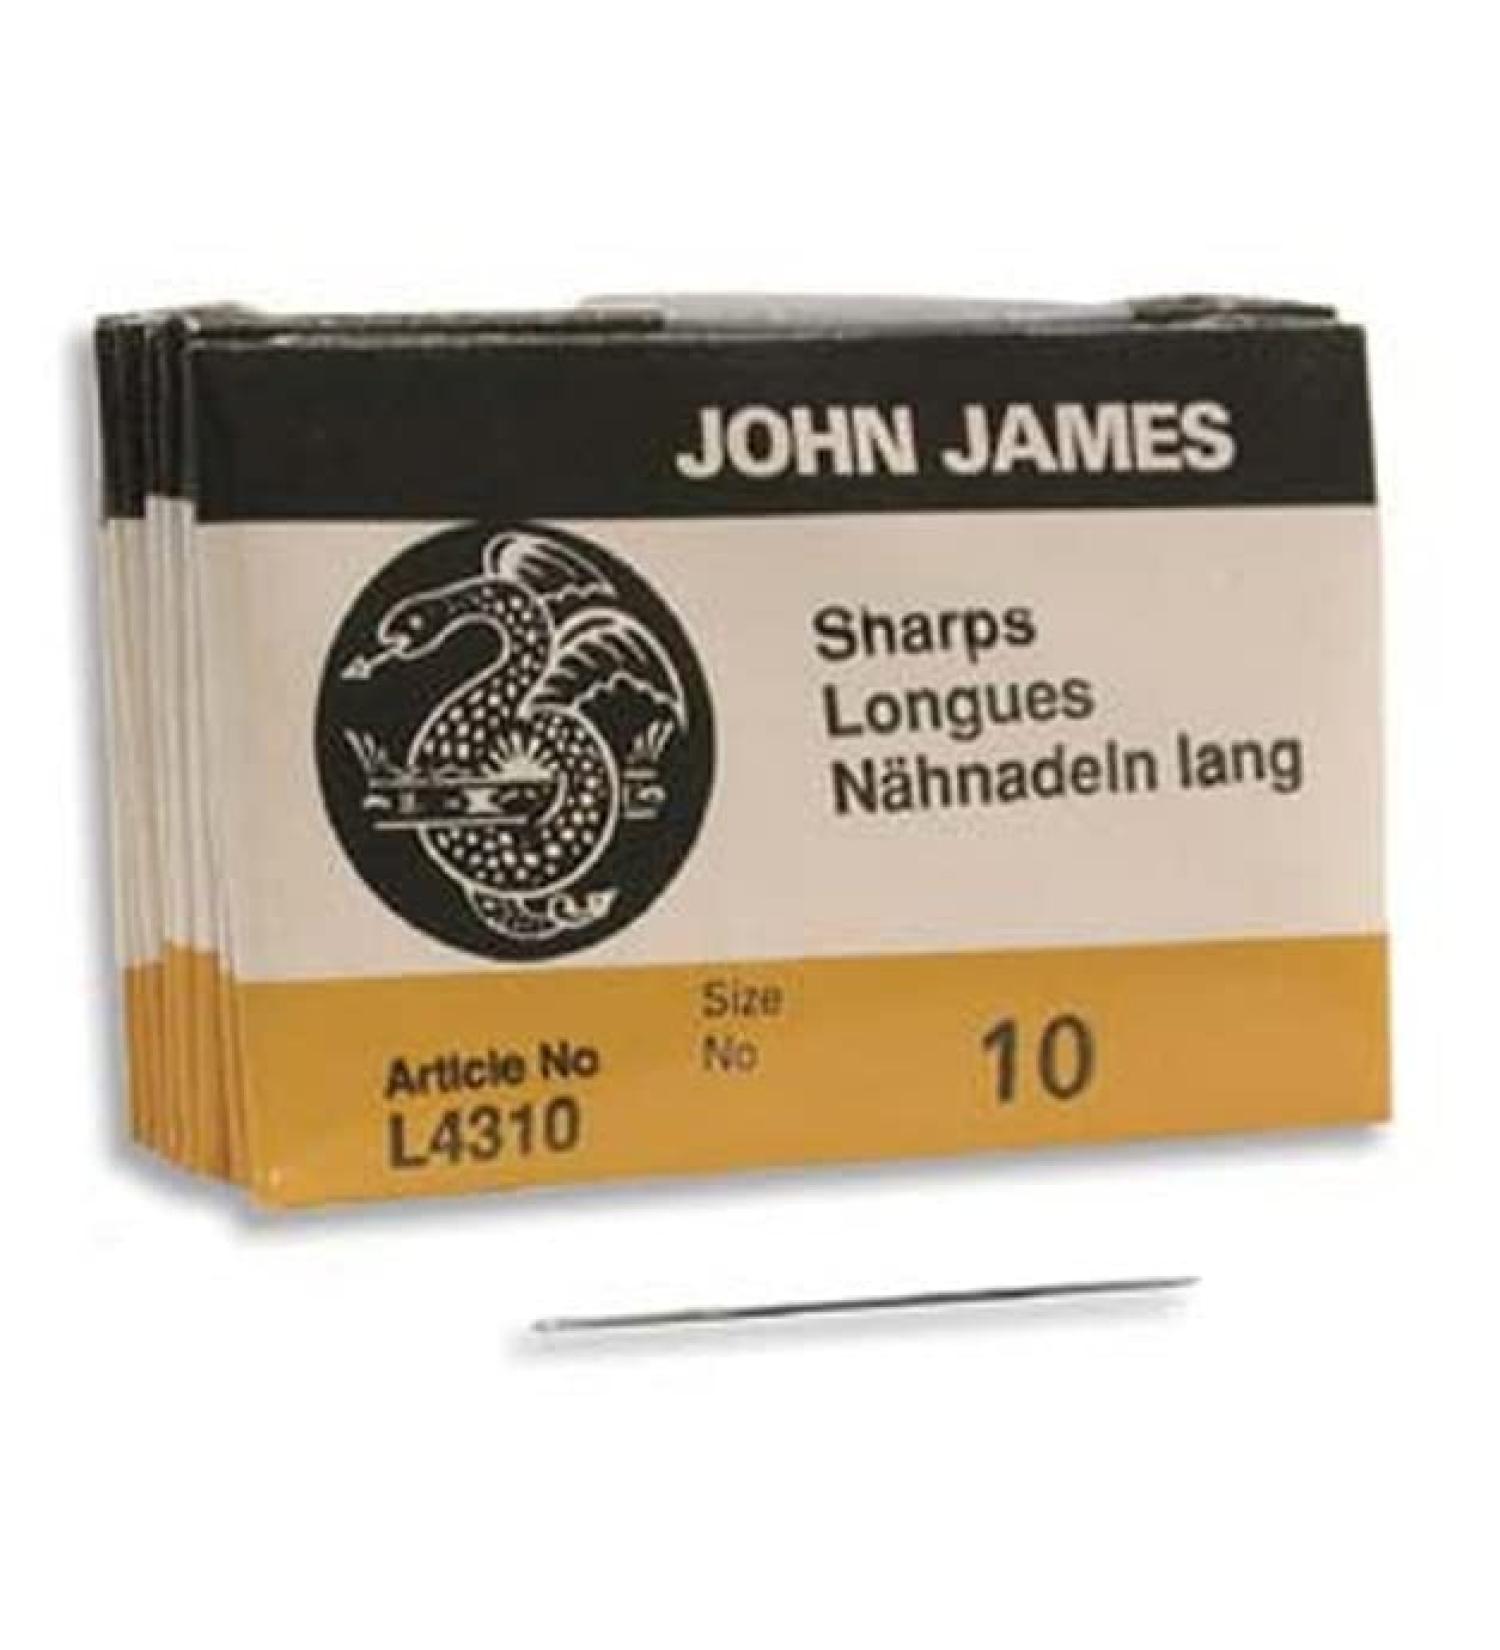 JOHN JAMES
Sharps
Longues
Nähnadeln lang
Size
No
10
Article No
L4310